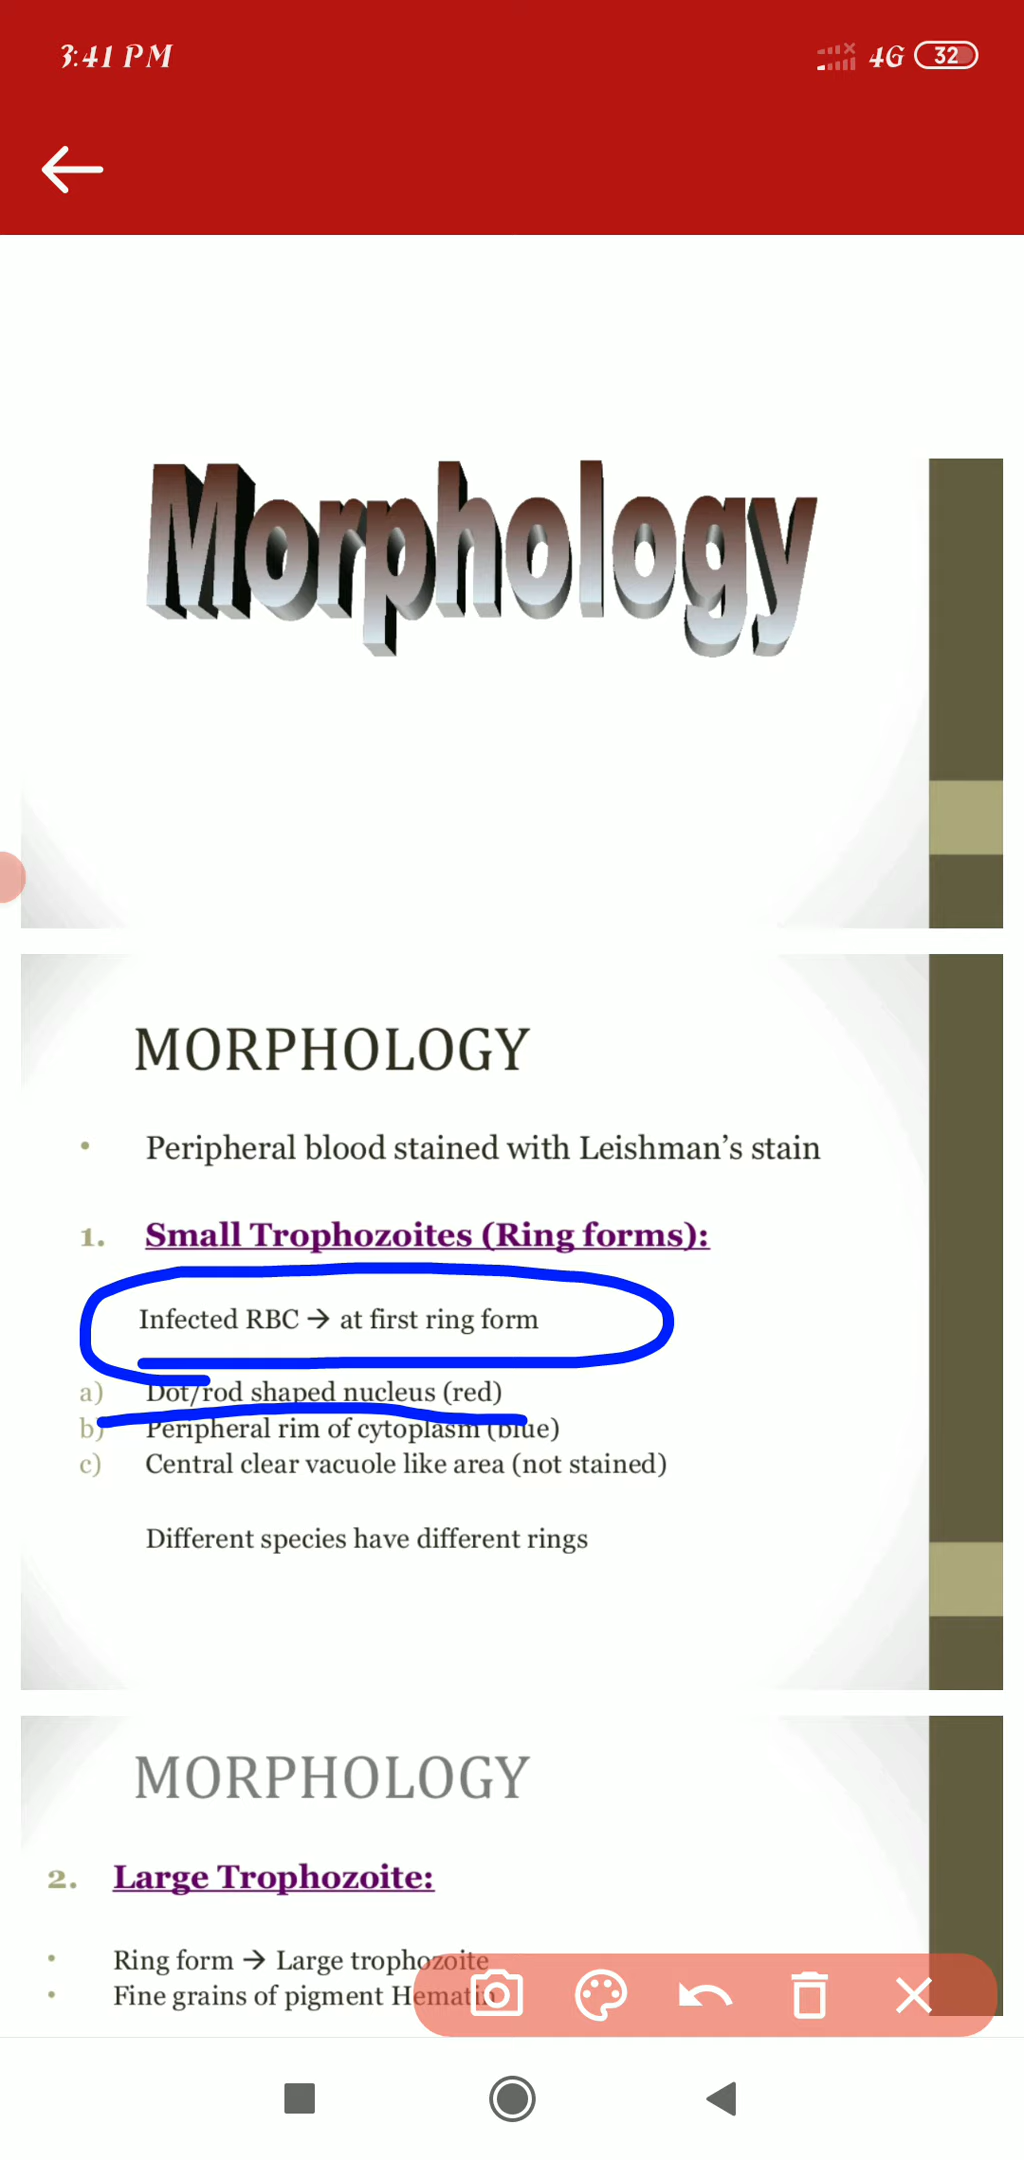 3:41 PM
4G 32
Morphology
MORPHOLOGY
• Peripheral blood stained with Leishman's stain
1. Small Trophozoites (Ring forms):
Infected RBC → at first ring form
a) Dot/rod shaped nucleus (red)
b) Peripheral rim of cytoplasm (blue)
c) Central clear vacuole like area (not stained)
Different species have different rings
MORPHOLOGY
2. Large Trophozoite:
• Ring form → Large trophozoite
• Fine grains of pigment Hematin